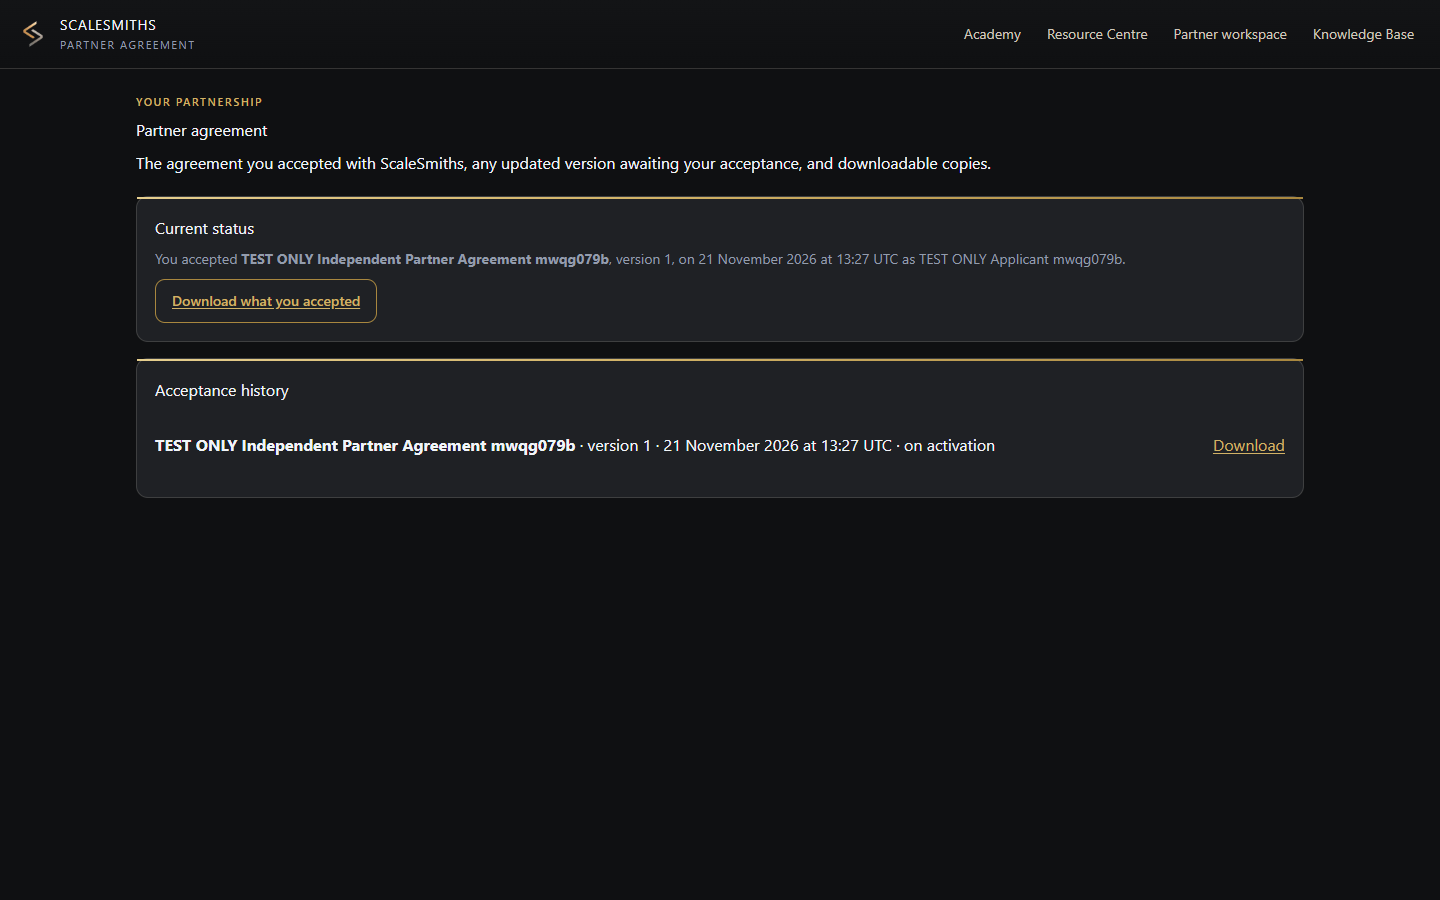 SCALESMITHS
PARTNER AGREEMENT
Academy
Resource Centre
Partner workspace
Knowledge Base
YOUR PARTNERSHIP
Partner agreement
The agreement you accepted with ScaleSmiths, any updated version awaiting your acceptance, and downloadable copies.
Current status
You accepted TEST ONLY Independent Partner Agreement mwqg079b, version 1, on 21 November 2026 at 13:27 UTC as TEST ONLY Applicant mwqg079b.
Download what you accepted
Acceptance history
TEST ONLY Independent Partner Agreement mwqg079b · version 1 · 21 November 2026 at 13:27 UTC · on activation
Download